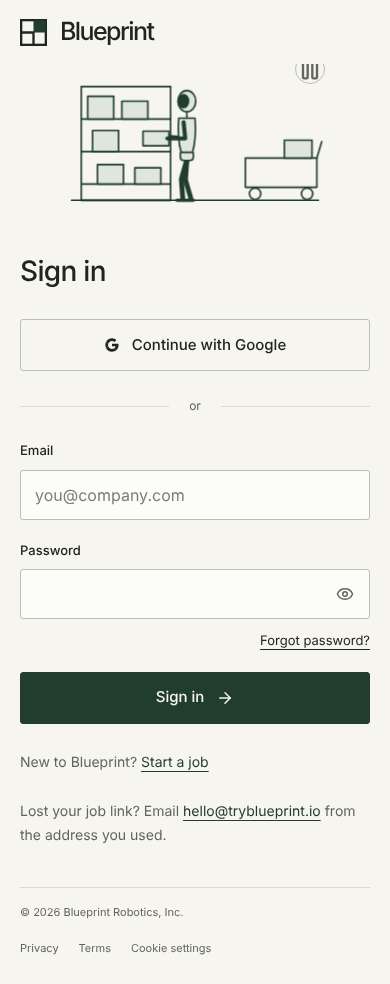 Blueprint
Sign in
Continue with Google
or
Email
you@company.com
Password
Forgot password?
Sign in →
New to Blueprint? Start a job
Lost your job link? Email hello@tryblueprint.io from
the address you used.
© 2026 Blueprint Robotics, Inc.
Privacy Terms Cookie settings